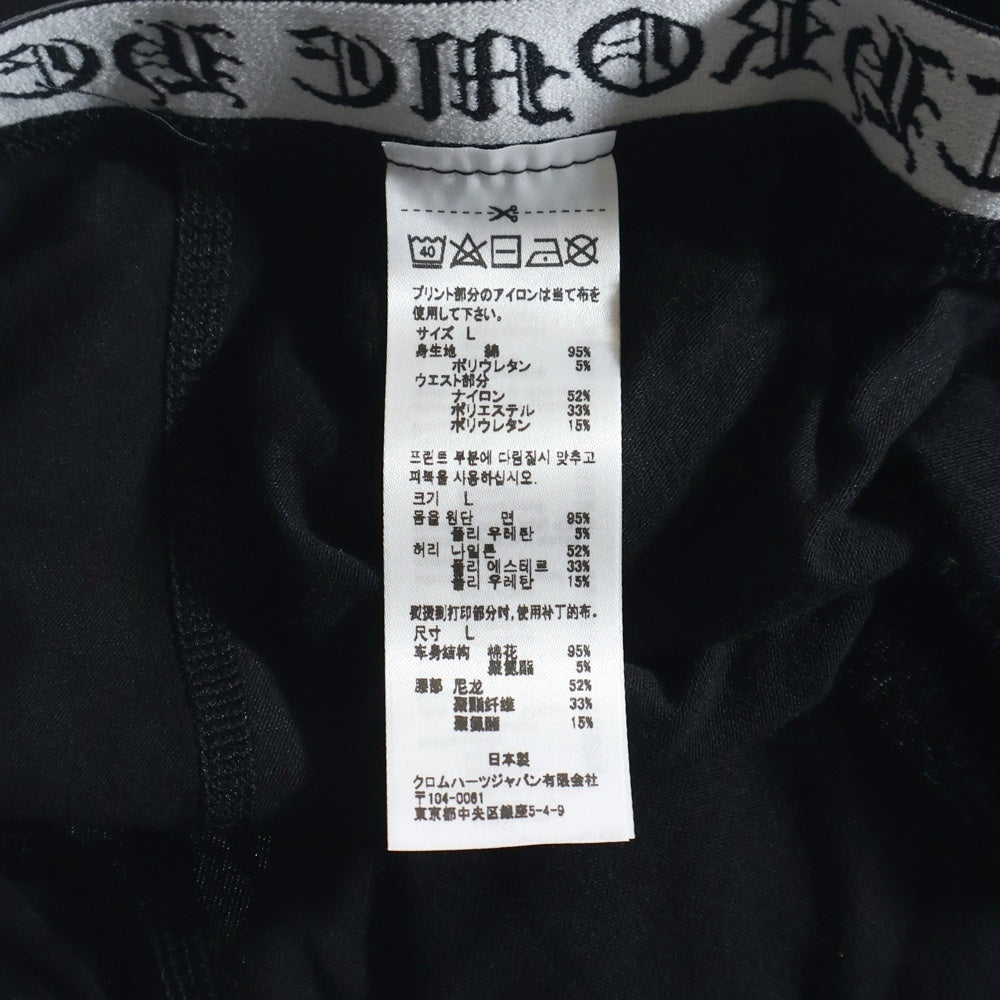 40
プリント部分のアイロンは当て布を
使用して下さい。
サイズ L
身生地 綿 95%
ポリウレタン 5%
ウエスト部分
ナイロン 52%
ポリエステル 33%
ポリウレタン 15%
프린트 부분에 다림질시 맞추고
피복을 사용하십시오.
크기 L
몸을 원단 면 95%
폴리 우레탄 5%
허리 나일론 52%
폴리 에스테르 33%
폴리 우레탄 15%
打印部分时,使用补丁的布。
尺寸 L
车身结构 棉花 95%
聚氨酯 5%
腰部 尼龙 52%
聚酯纤维 33%
聚氨酯 15%
日本製
クロムハーツジャパン有限会社
〒104-0061
東京都中央区銀座5-4-9